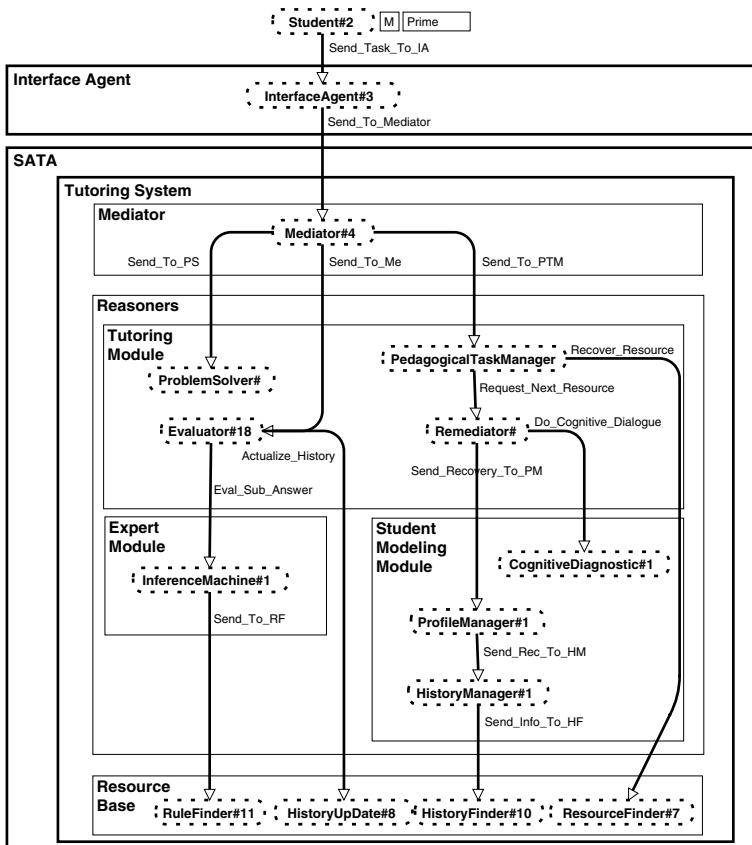 Student#2
M
Prime
Send_Task_To_IA
Interface Agent
InterfaceAgent#3
Send_To_Mediator
SATA
Tutoring System
Mediator
Mediator#4
Send_To_PS
Send_To_Me
Send_To_PTM
Reasoners
Tutoring
Module
PedagogicalTaskManager
Recover_Resource
ProblemSolver#
Request_Next_Resource
Evaluator#18
Remediator#
Do_Cognitive_Dialogue
Actualize_History
Send_Recovery_To_PM
Eval_Sub_Answer
Expert
Module
Student
Modeling
Module
InferenceMachine#1
CognitiveDiagnostic#1
Send_To_RF
ProfileManager#1
Send_Rec_To_HM
HistoryManager#1
Send_Info_To_HF
Resource
Base
RuleFinder#11
HistoryUpDate#8
HistoryFinder#10
ResourceFinder#7